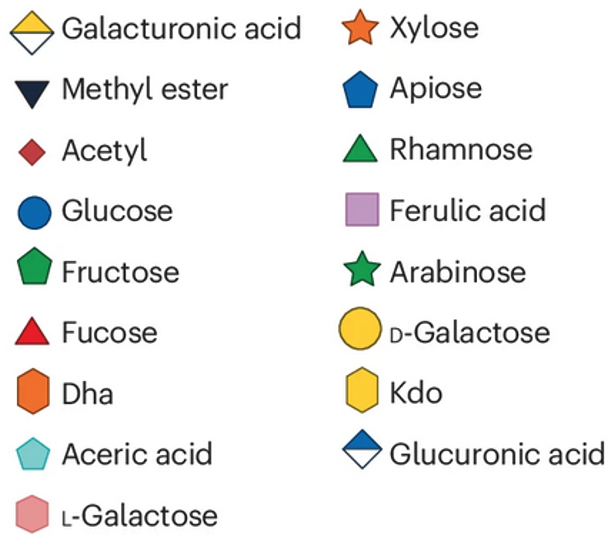 Galacturonic acid
Methyl ester
Acetyl
Glucose
Fructose
Fucose
Dha
Aceric acid
L-Galactose
Xylose
Apiose
Rhamnose
Ferulic acid
Arabinose
D-Galactose
Kdo
Glucuronic acid